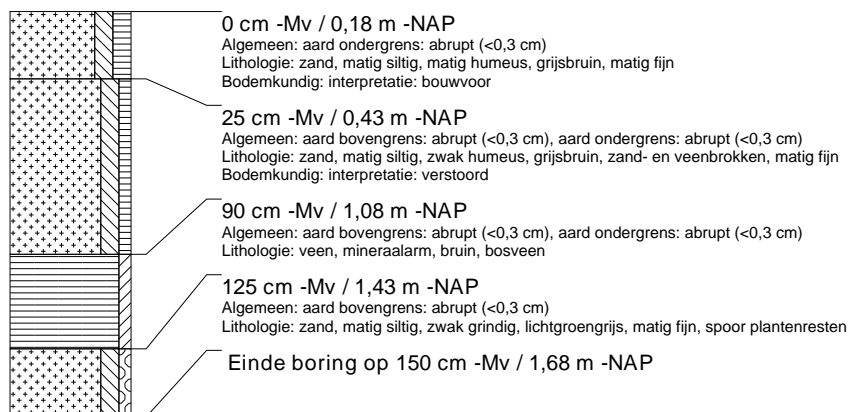 0 cm -Mv / 0,18 m -NAP
Algemeen: aard ondergrens: abrupt (<0,3 cm)
Lithologie: zand, matig siltig, matig humeus, grijsbruin, matig fijn
Bodemkundig: interpretatie: bouwvoor
25 cm -Mv / 0,43 m -NAP
Algemeen: aard bovengrens: abrupt (<0,3 cm), aard ondergrens: abrupt (<0,3 cm)
Lithologie: zand, matig siltig, zwak humeus, grijsbruin, zand- en veenbrokken, matig fijn
Bodemkundig: interpretatie: verstoord
90 cm -Mv / 1,08 m -NAP
Algemeen: aard bovengrens: abrupt (<0,3 cm), aard ondergrens: abrupt (<0,3 cm)
Lithologie: veen, mineraalarm, bruin, bosveen
125 cm -Mv / 1,43 m -NAP
Algemeen: aard bovengrens: abrupt (<0,3 cm)
Lithologie: zand, matig siltig, zwak grindig, lichtgroengrijs, matig fijn, spoor plantenresten
Einde boring op 150 cm -Mv / 1,68 m -NAP